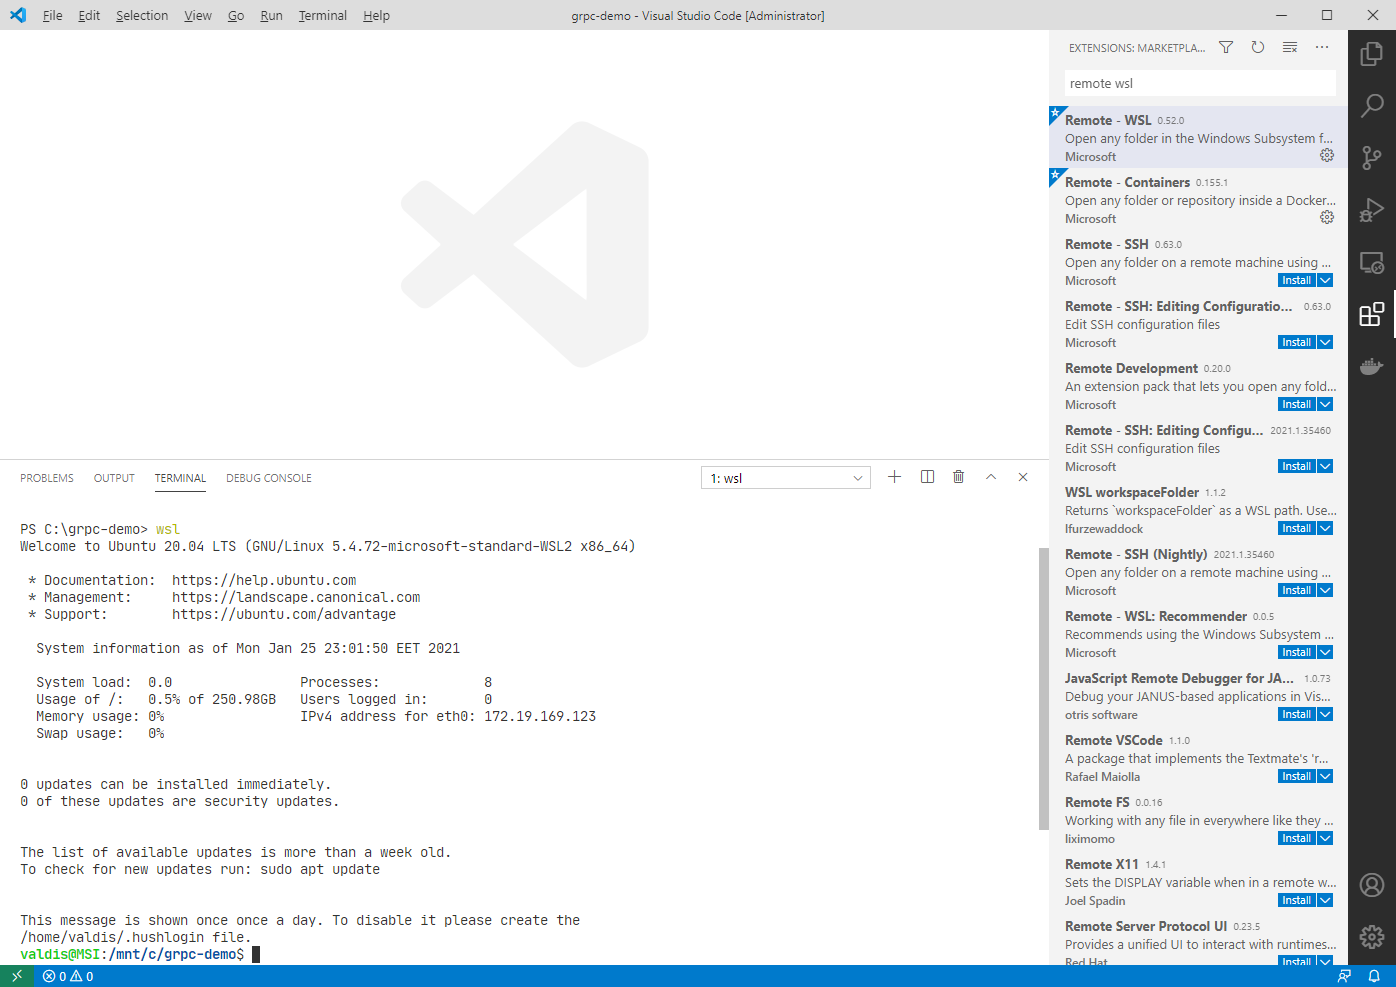 File Edit Selection View Go Run Terminal Help grpc-demo - Visual Studio Code [Administrator]
EXTENSIONS: MARKETPLA...
remote wsl
Remote - WSL 0.52.0
Open any folder in the Windows Subsystem f...
Microsoft
Remote - Containers 0.155.1
Open any folder or repository inside a Docker...
Microsoft
Remote - SSH 0.63.0
Open any folder on a remote machine using ...
Microsoft Install
Remote - SSH: Editing Configuratio... 0.63.0
Edit SSH configuration files
Microsoft Install
Remote Development 0.20.0
An extension pack that lets you open any fold...
Microsoft Install
Remote - SSH: Editing Configu... 2021.1.35460
Edit SSH configuration files
Microsoft Install
WSL workspaceFolder 1.1.2
Returns `workspaceFolder` as a WSL path. Use...
lfurzewaddock Install
Remote - SSH (Nightly) 2021.1.35460
Open any folder on a remote machine using ...
Microsoft Install
Remote - WSL: Recommender 0.0.5
Recommends using the Windows Subsystem ...
Microsoft Install
JavaScript Remote Debugger for JA... 1.0.73
Debug your JANUS-based applications in Vis...
otris software Install
Remote VSCode 1.1.0
A package that implements the Textmate's 'r...
Rafael Maiolla Install
Remote FS 0.0.16
Working with any file in everywhere like they ...
liximomo Install
Remote X11 1.4.1
Sets the DISPLAY variable when in a remote w...
Joel Spadin Install
Remote Server Protocol UI 0.23.5
Provides a unified UI to interact with runtimes...
Red Hat Install
PROBLEMS OUTPUT TERMINAL DEBUG CONSOLE 1: wsl
PS C:\grpc-demo> wsl
Welcome to Ubuntu 20.04 LTS (GNU/Linux 5.4.72-microsoft-standard-WSL2 x86_64)
* Documentation: https://help.ubuntu.com
* Management: https://landscape.canonical.com
* Support: https://ubuntu.com/advantage
System information as of Mon Jan 25 23:01:50 EET 2021
System load: 0.0 Processes: 8
Usage of /: 0.5% of 250.98GB Users logged in: 0
Memory usage: 0% IPv4 address for eth0: 172.19.169.123
Swap usage: 0%
0 updates can be installed immediately.
0 of these updates are security updates.
The list of available updates is more than a week old.
To check for new updates run: sudo apt update
This message is shown once once a day. To disable it please create the
/home/valdis/.hushlogin file.
valdis@MSI:/mnt/c/grpc-demo$
0 0